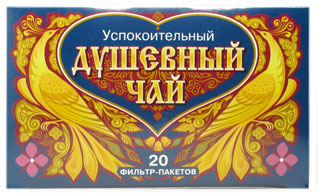 Успокоительный
ДУШЕВНЫЙ
ЧАЙ
20
ФИЛЬТР-ПАКЕТОВ